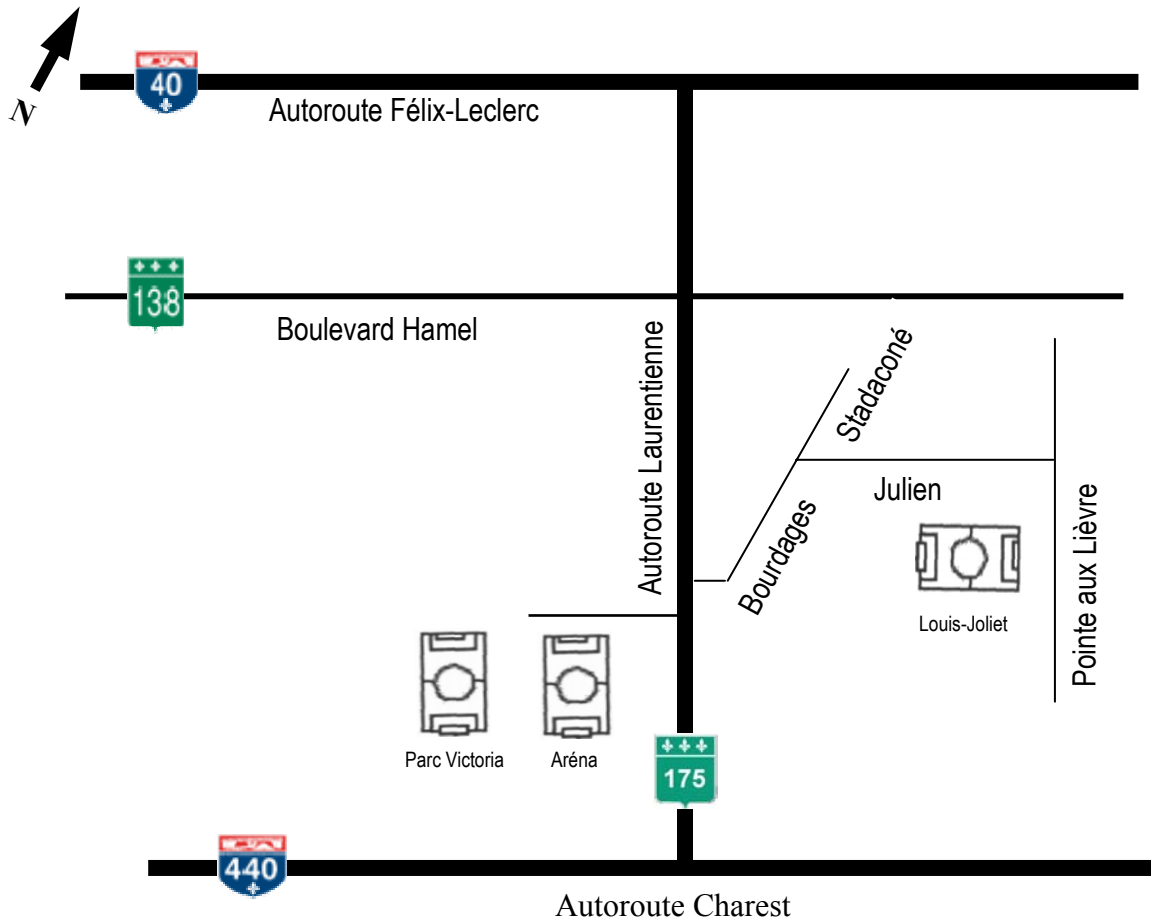 N
40
Autoroute Félix-Leclerc
138
Boulevard Hamel
Autoroute Laurentienne
Stadaconé
Bourdages
Julien
Pointe aux Lièvre
Louis-Joliet
Parc Victoria
Aréna
175
440
Autoroute Charest